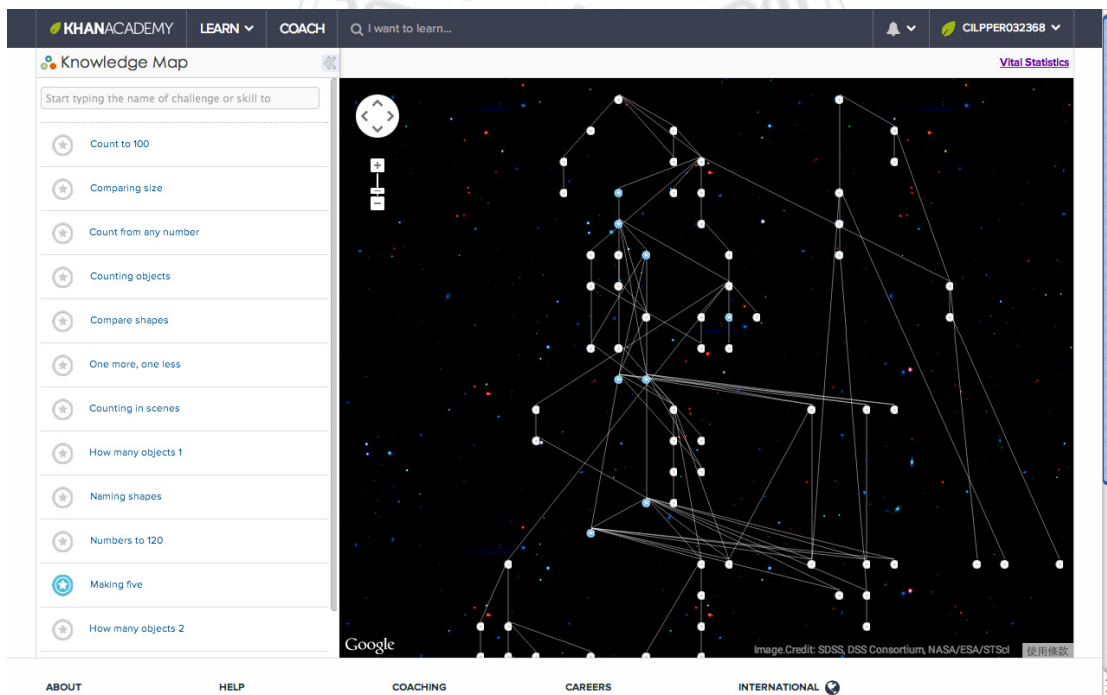 KHANACADEMY LEARN COACH I want to learn... CILPPER032368
Knowledge Map
Vital Statistics
Start typing the name of challenge or skill to
Count to 100
Comparing size
Count from any number
Counting objects
Compare shapes
One more, one less
Counting in scenes
How many objects 1
Naming shapes
Numbers to 120
Making five
How many objects 2
Google
Image Credit: SDSS, DSS Consortium, NASA/ESA/STScI 使用條款
ABOUT HELP COACHING CAREERS INTERNATIONAL